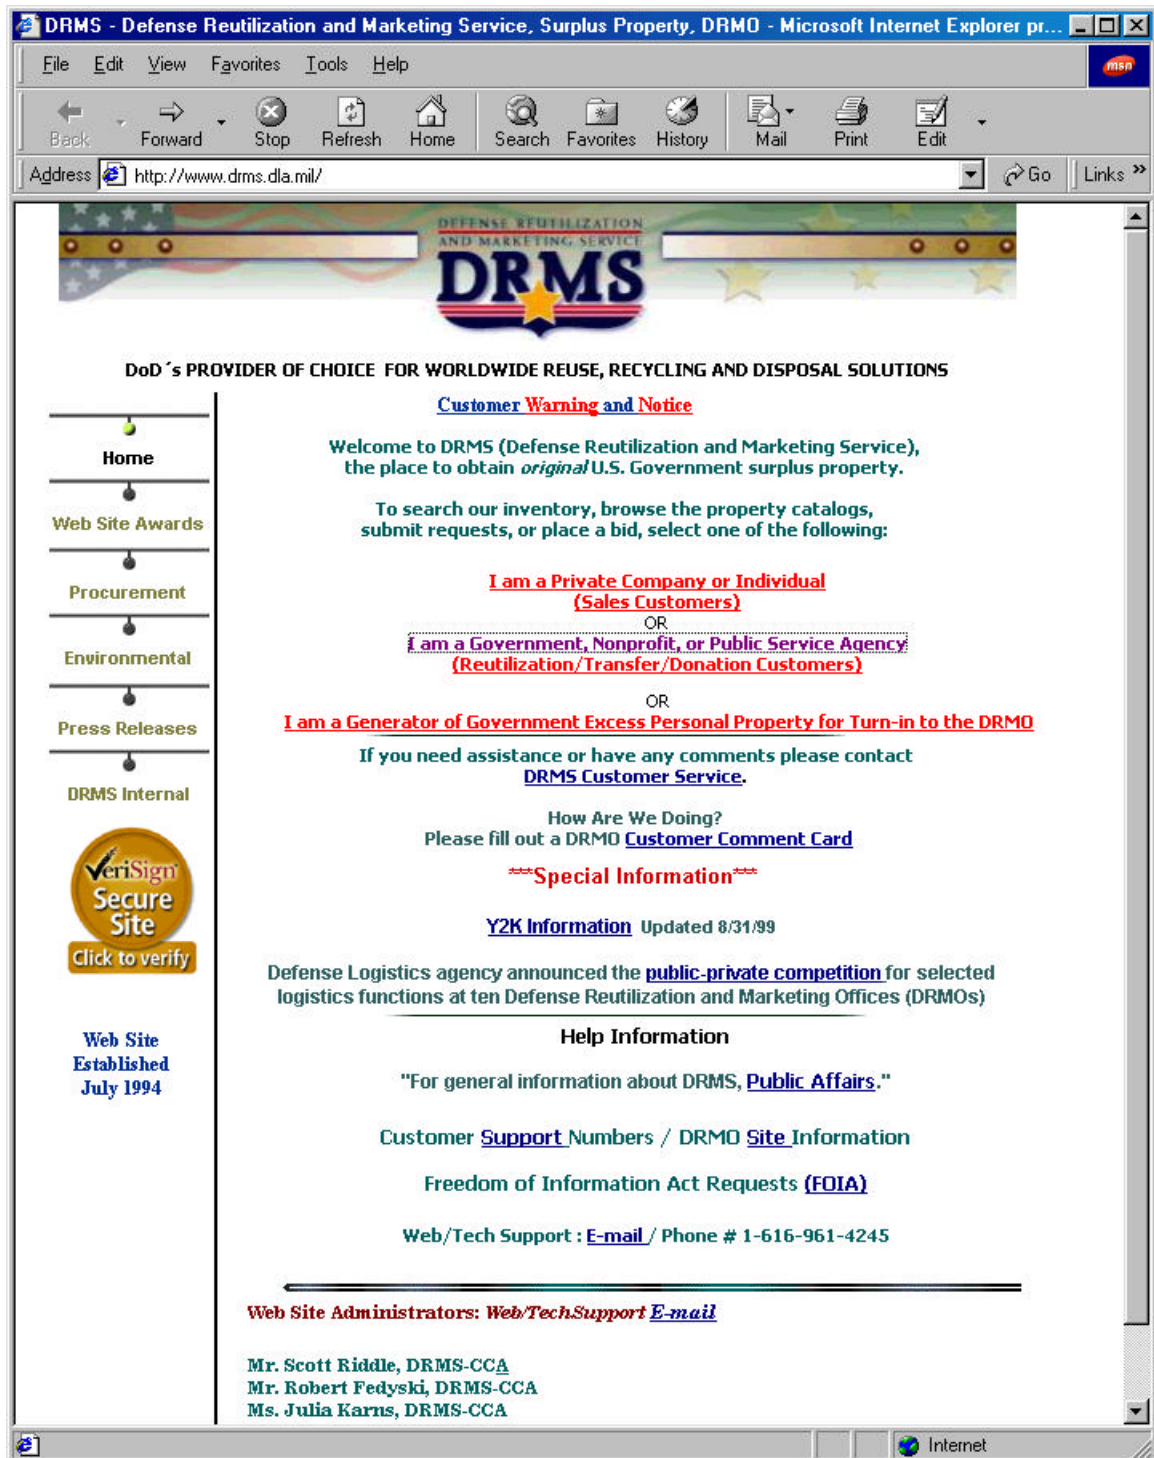 DRMS - Defense Reutilization and Marketing Service, Surplus Property, DRMO - Microsoft Internet Explorer pr...
File Edit View Favorites Tools Help
msn
Back Forward Stop Refresh Home Search Favorites History Mail Print Edit
Address http://www.drms.dla.mil/ Go Links »
DEFENSE REUTILIZATION
AND MARKETING SERVICE
DRMS
DoD´s PROVIDER OF CHOICE FOR WORLDWIDE REUSE, RECYCLING AND DISPOSAL SOLUTIONS
Home
Web Site Awards
Procurement
Environmental
Press Releases
DRMS Internal
VeriSign
Secure
Site
Click to verify
Web Site
Established
July 1994
Customer Warning and Notice
Welcome to DRMS (Defense Reutilization and Marketing Service),
the place to obtain original U.S. Government surplus property.
To search our inventory, browse the property catalogs,
submit requests, or place a bid, select one of the following:
I am a Private Company or Individual
(Sales Customers)
OR
I am a Government, Nonprofit, or Public Service Agency
(Reutilization/Transfer/Donation Customers)
OR
I am a Generator of Government Excess Personal Property for Turn-in to the DRMO
If you need assistance or have any comments please contact
DRMS Customer Service.
How Are We Doing?
Please fill out a DRMO Customer Comment Card
***Special Information***
Y2K Information Updated 8/31/99
Defense Logistics agency announced the public-private competition for selected
logistics functions at ten Defense Reutilization and Marketing Offices (DRMOs)
Help Information
"For general information about DRMS, Public Affairs."
Customer Support Numbers / DRMO Site Information
Freedom of Information Act Requests (FOIA)
Web/Tech Support : E-mail / Phone # 1-616-961-4245
Web Site Administrators: Web/TechSupport E-mail
Mr. Scott Riddle, DRMS-CCA
Mr. Robert Fedyski, DRMS-CCA
Ms. Julia Karns, DRMS-CCA
Internet